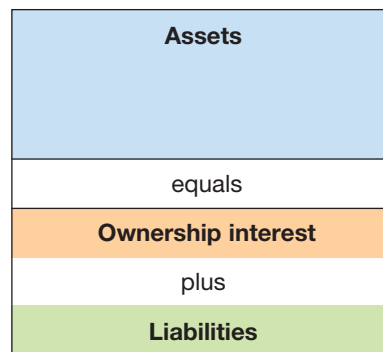 Assets
equals
Ownership interest
plus
Liabilities